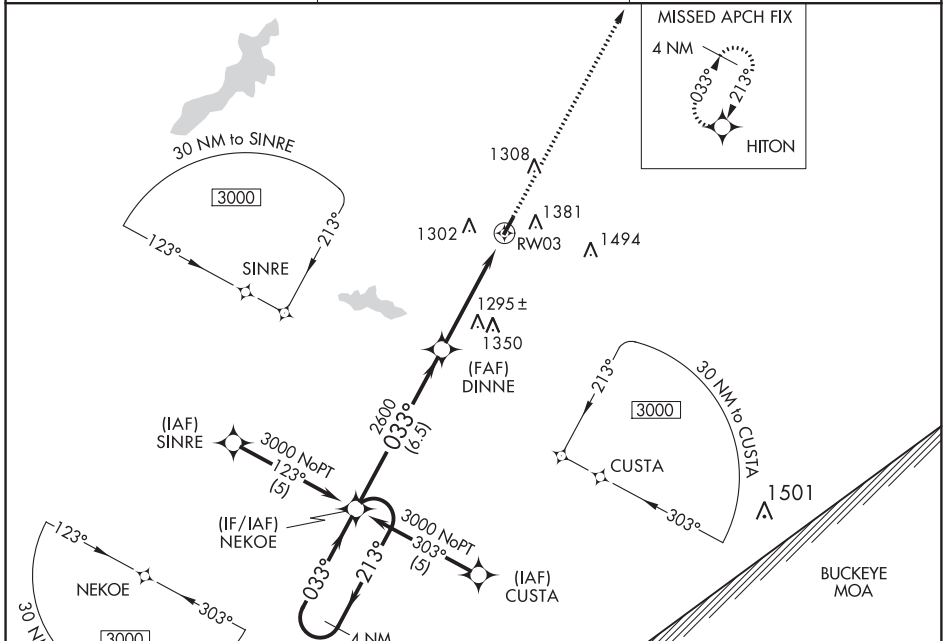 MISSED APCH FIX
4 NM
033°
213°
HITON
30 NM to SINRE
3000
123°
213°
SINRE
1308
1302
1381
RW03
1494
1295±
1350
(FAF)
DINNE
2600
033°
(6.5)
(IAF)
SINRE
3000 NoPT
123°
(5)
(IF/IAF)
NEKOE
3000 NoPT
303°
(5)
(IAF)
CUSTA
033°
213°
4 NM
213°
30 NM to CUSTA
3000
CUSTA
303°
1501
BUCKEYE
MOA
123°
NEKOE
303°
30 N
3000